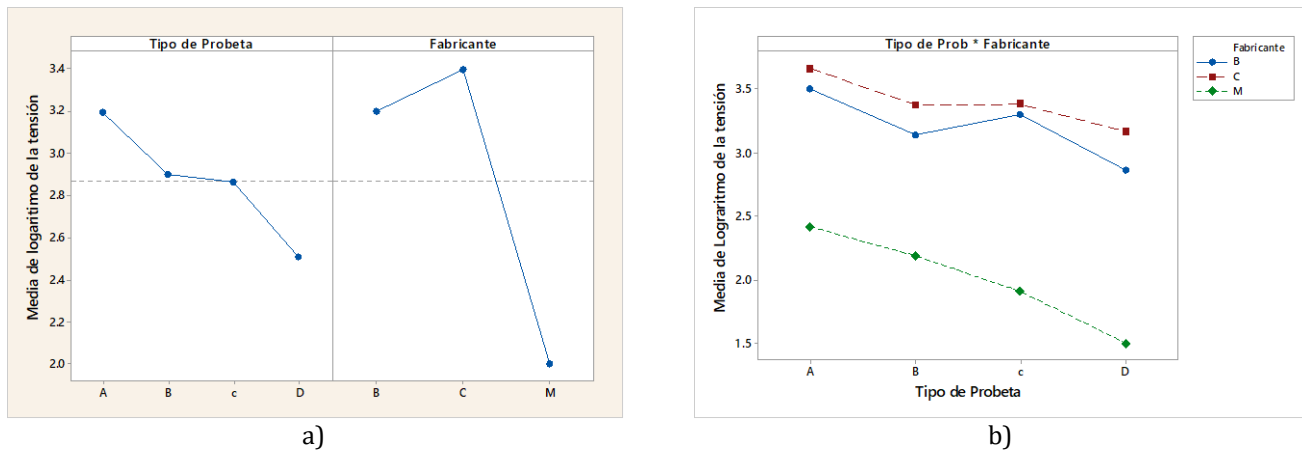 Tipo de Probeta Fabricante
Media de logaritimo de la tensión
3.4
3.2
3.0
2.8
2.6
2.4
2.2
2.0
A B c D B C M
a)
Tipo de Prob * Fabricante
Media de Lograritmo de la tensión
3.5
3.0
2.5
2.0
1.5
A B c D
Tipo de Probeta
Fabricante
B
C
M
b)